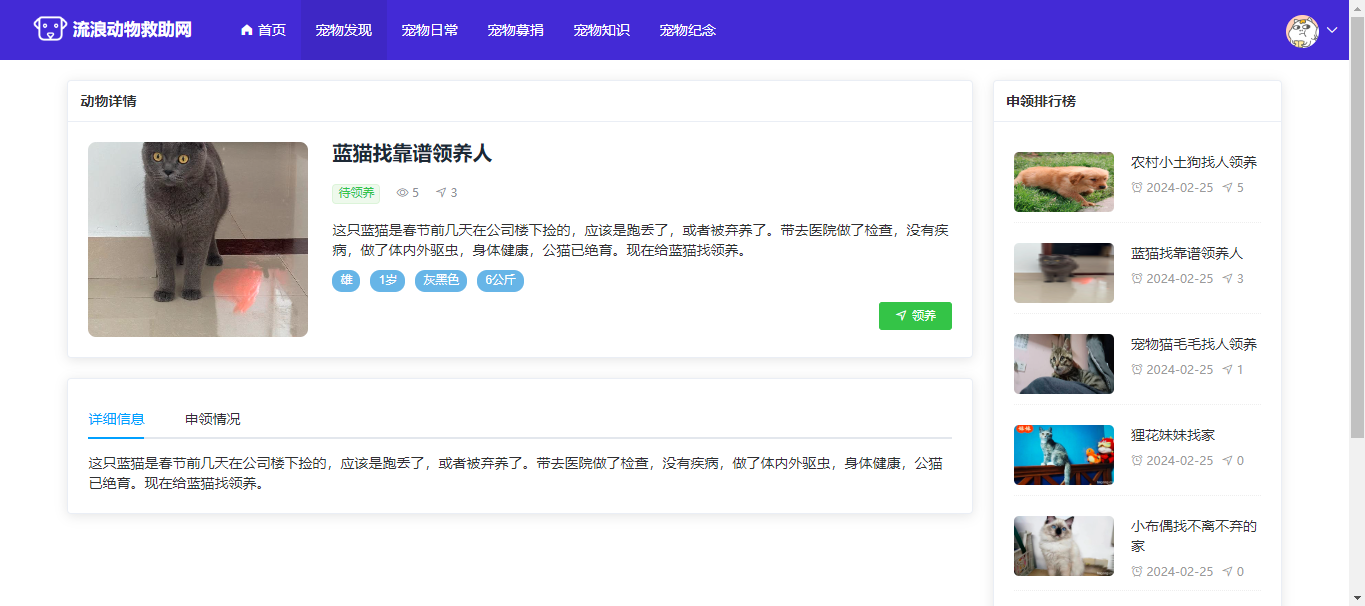 流浪动物救助网
首页
宠物发现
宠物日常
宠物募捐
宠物知识
宠物纪念
动物详情
蓝猫找靠谱领养人
待领养 5 3
这只蓝猫是春节前几天在公司楼下捡的，应该是跑丢了，或者被弃养了。带去医院做了检查，没有疾
病，做了体内外驱虫，身体健康，公猫已绝育。现在给蓝猫找领养。
雄 1岁 灰黑色 6公斤
领养
详细信息 申领情况
这只蓝猫是春节前几天在公司楼下捡的，应该是跑丢了，或者被弃养了。带去医院做了检查，没有疾病，做了体内外驱虫，身体健康，公猫
已绝育。现在给蓝猫找领养。
申领排行榜
农村小土狗找人领养
2024-02-25 5
蓝猫找靠谱领养人
2024-02-25 3
宠物猫毛毛找人领养
2024-02-25 1
狸花妹妹找家
2024-02-25 0
小布偶找不离不弃的
家
2024-02-25 0